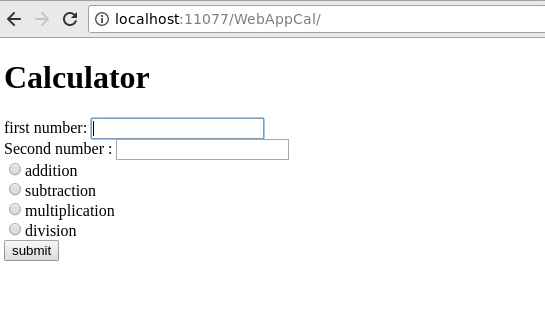 localhost:11077/WebAppCal/
Calculator
first number:
Second number :
addition
subtraction
multiplication
division
submit